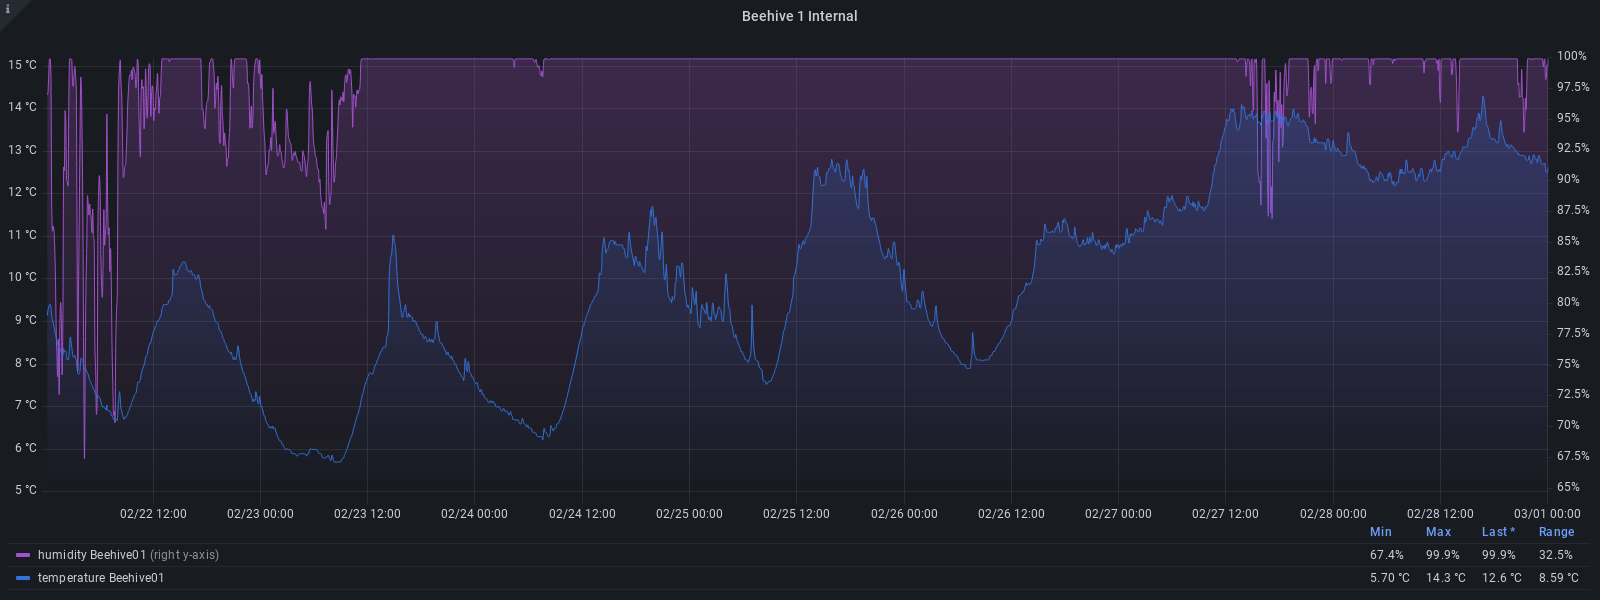 i
Beehive 1 Internal
15 °C
14 °C
13 °C
12 °C
11 °C
10 °C
9 °C
8 °C
7 °C
6 °C
5 °C
100%
97.5%
95%
92.5%
90%
87.5%
85%
82.5%
80%
77.5%
75%
72.5%
70%
67.5%
65%
02/22 12:00 02/23 00:00 02/23 12:00 02/24 00:00 02/24 12:00 02/25 00:00 02/25 12:00 02/26 00:00 02/26 12:00 02/27 00:00 02/27 12:00 02/28 00:00 02/28 12:00 03/01 00:00
Min Max Last * Range
humidity Beehive01 (right y-axis) 67.4% 99.9% 99.9% 32.5%
temperature Beehive01 5.70 °C 14.3 °C 12.6 °C 8.59 °C